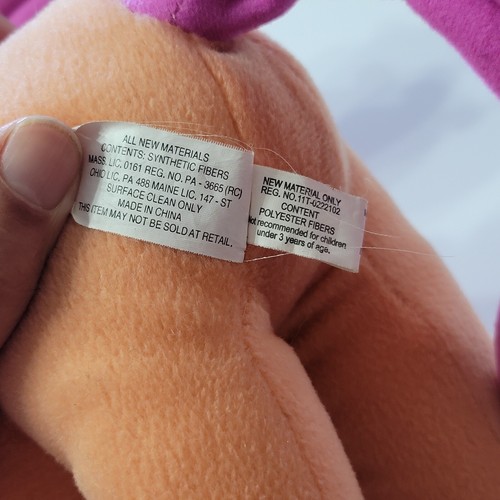 ALL NEW MATERIALS
CONTENTS: SYNTHETIC FIBERS
MASS. LIC. 0161 REG. NO. PA - 3665 (RC)
OHIO LIC. PA 488 MAINE LIC. 147 - ST
SURFACE CLEAN ONLY
MADE IN CHINA
THIS ITEM MAY NOT BE SOLD AT RETAIL.
NEW MATERIAL ONLY
REG. NO.11T-0222102
CONTENT
POLYESTER FIBERS
recommended for children
under 3 years of age.